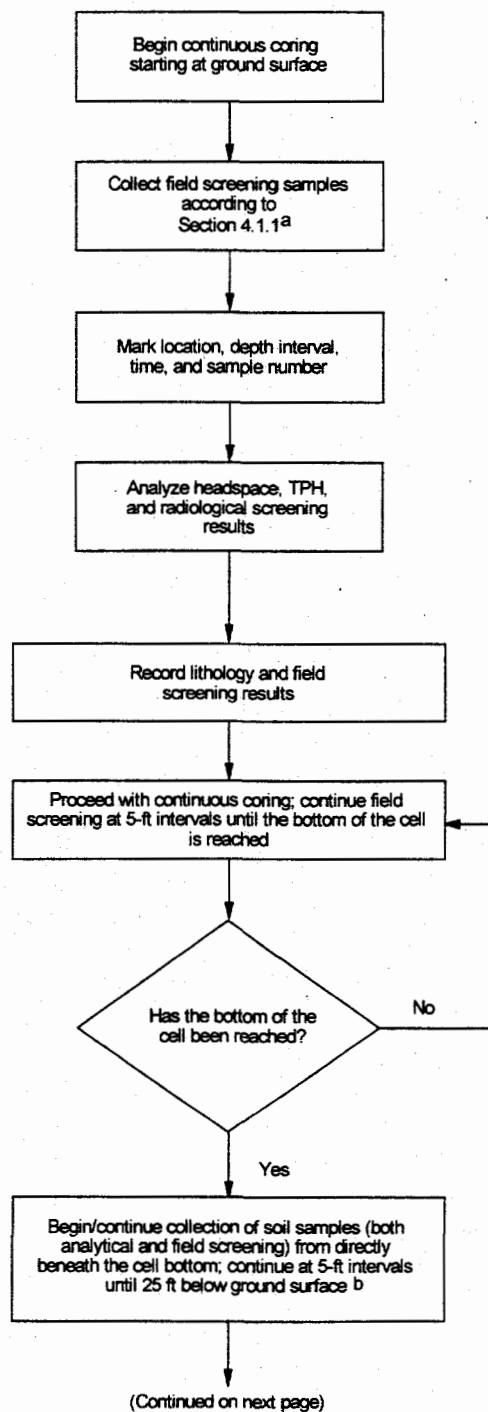 Begin continuous coring
starting at ground surface
Collect field screening samples
according to
Section 4.1.1a
Mark location, depth interval,
time, and sample number
Analyze headspace, TPH,
and radiological screening
results
Record lithology and field
screening results
Proceed with continuous coring; continue field
screening at 5-ft intervals until the bottom of the cell
is reached
Has the bottom of the
cell been reached?
No
Yes
Begin/continue collection of soil samples (both
analytical and field screening) from directly
beneath the cell bottom; continue at 5-ft intervals
until 25 ft below ground surface b
(Continued on next page)